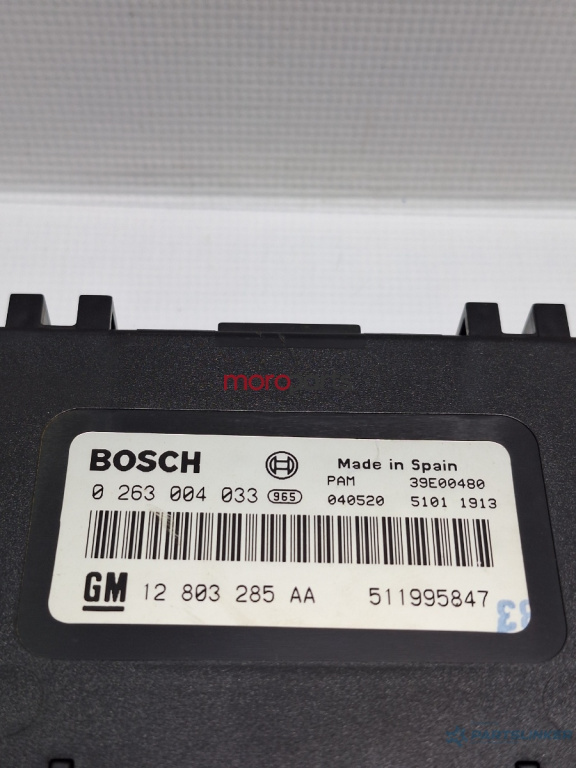 moro
BOSCH
Made in Spain
PAM 39E00480
0 263 004 033 965
040520 5101 1913
GM 12 803 285 AA 511995847